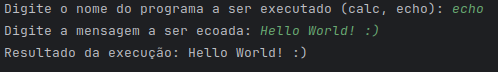 Digite o nome do programa a ser executado (calc, echo): echo
Digite a mensagem a ser ecoada: Hello World! :)
Resultado da execução: Hello World! :)